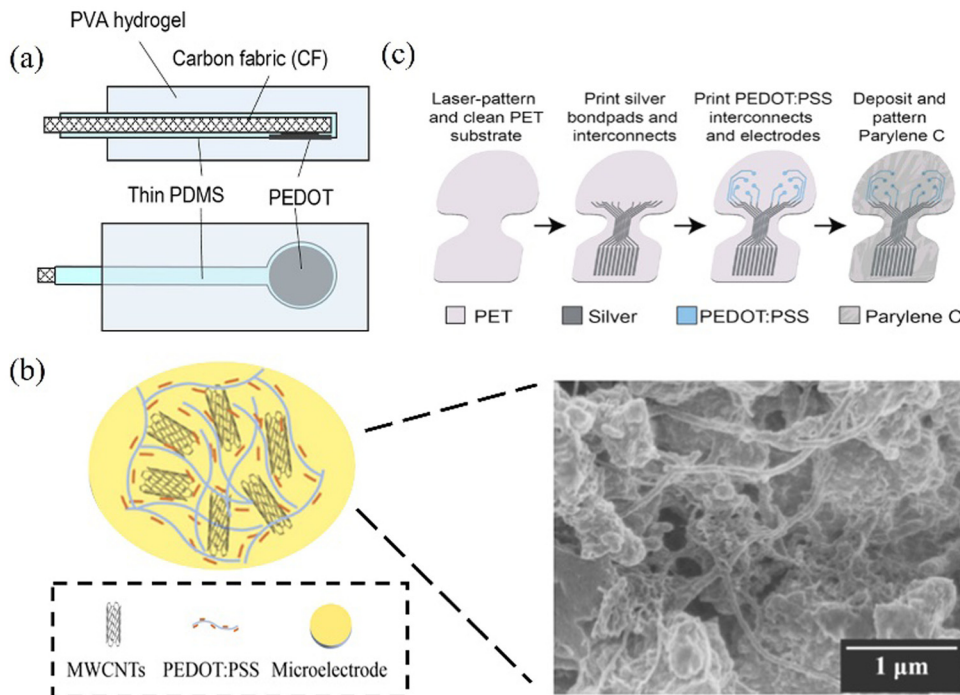 (a)
PVA hydrogel
Carbon fabric (CF)
Thin PDMS
PEDOT
(c)
Laser-pattern
and clean PET
substrate
Print silver
bondpads and
interconnects
Print PEDOT:PSS
interconnects
and electrodes
Deposit and
pattern
Parylene C
PET
Silver
PEDOT:PSS
Parylene C
(b)
MWCNTs
PEDOT:PSS
Microelectrode
1 μm